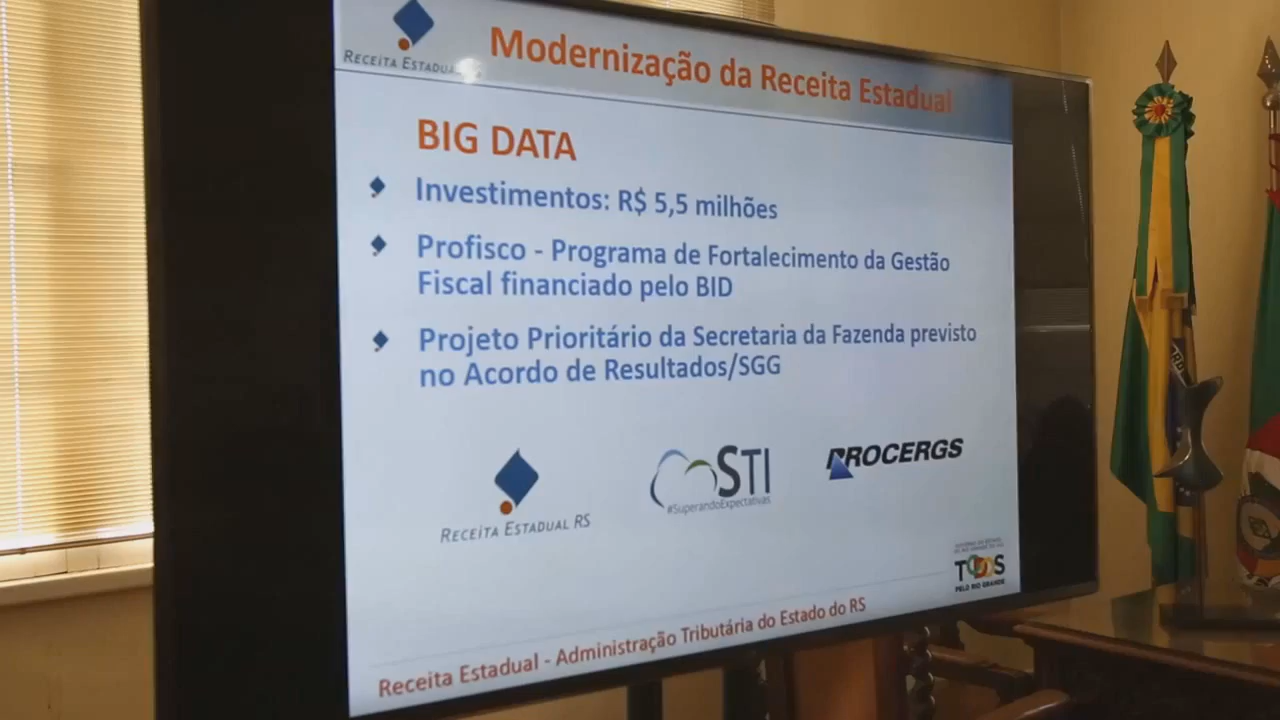 RECEITA ESTADUAL
Modernização da Receita Estadual
BIG DATA
Investimentos: R$ 5,5 milhões
Profisco - Programa de Fortalecimento da Gestão
Fiscal financiado pelo BID
Projeto Prioritário da Secretaria da Fazenda previsto
no Acordo de Resultados/SGG
RECEITA ESTADUAL RS
STI
#SuperandoExpectativas
PROCERGS
TODOS
PELO RIO GRANDE
Receita Estadual - Administração Tributária do Estado do RS